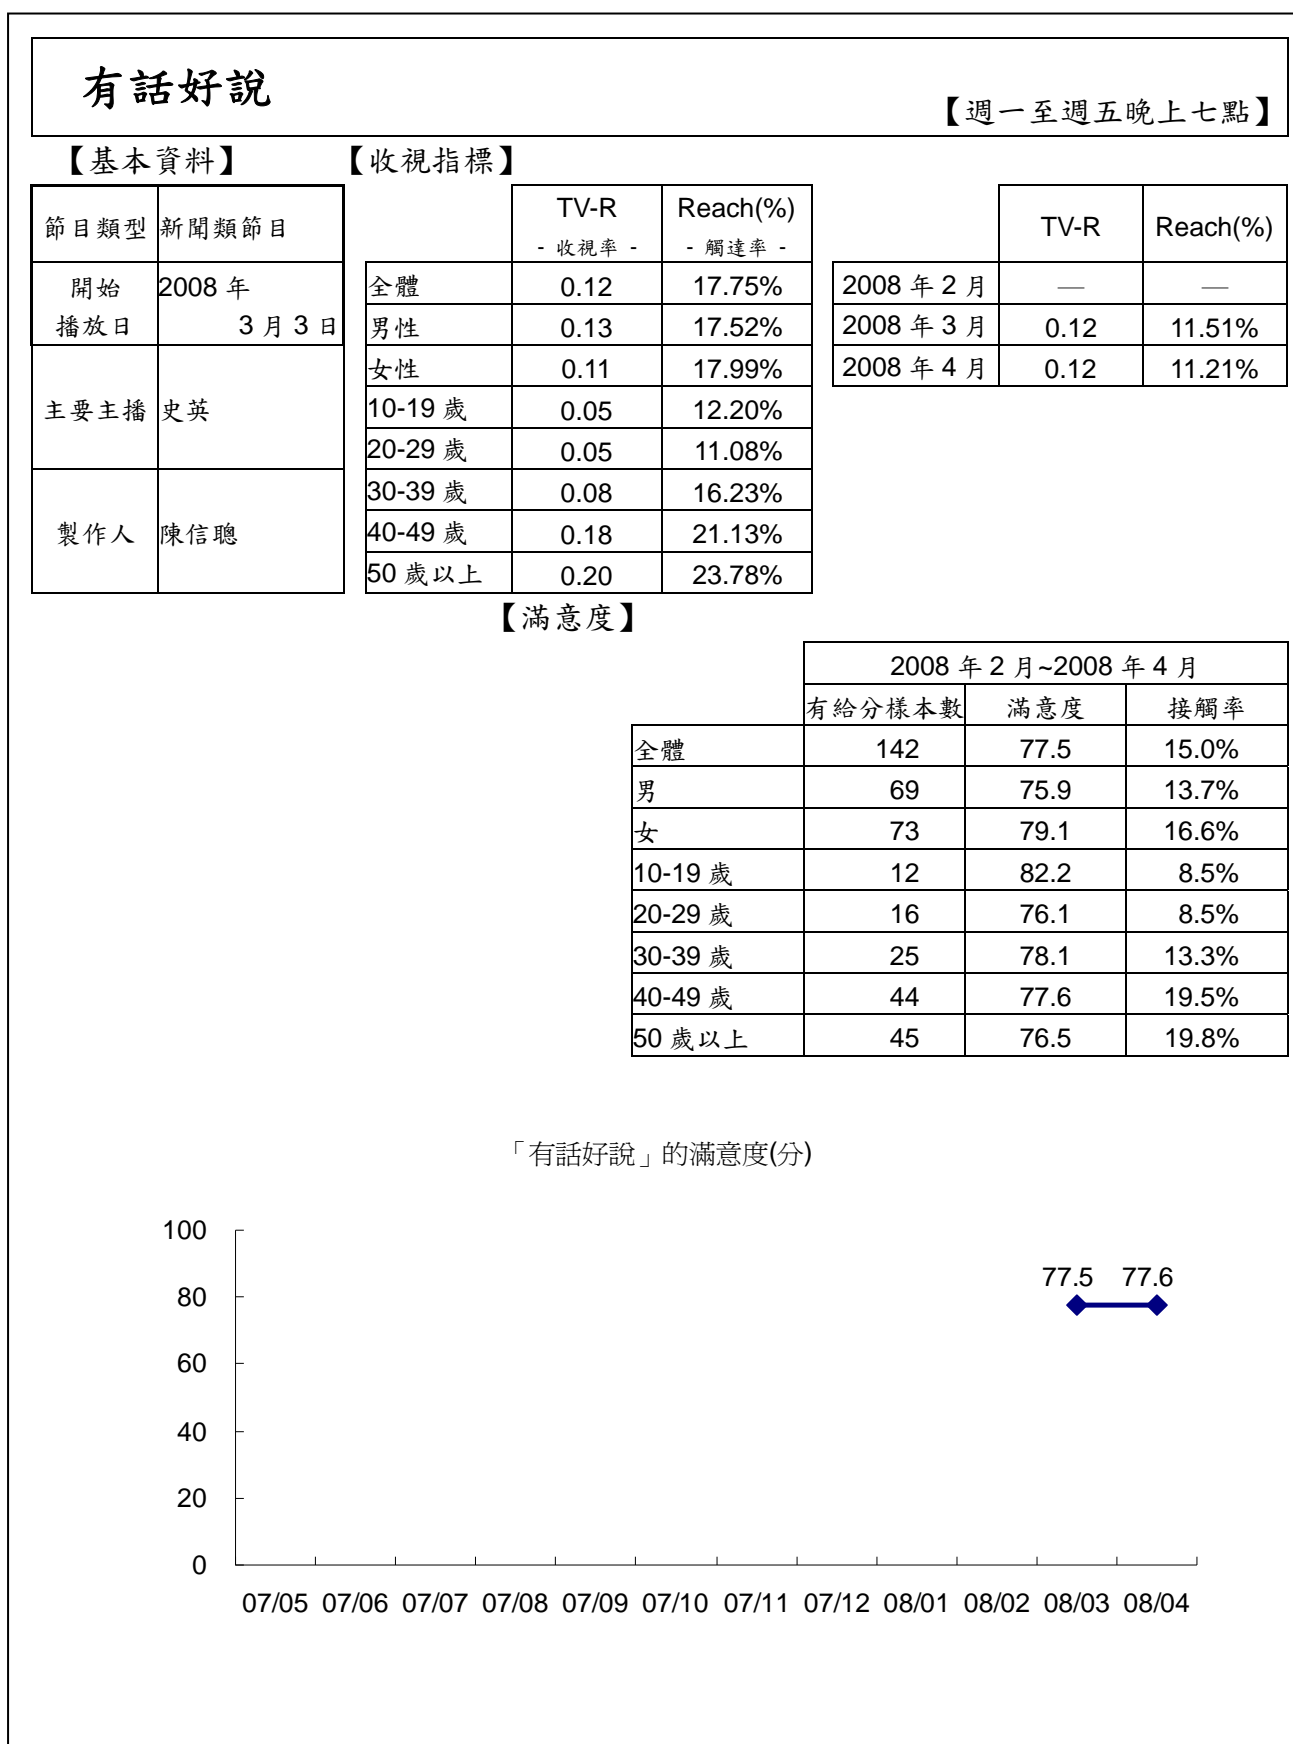 有話好說
【週一至週五晚上七點】
【基本資料】 【收視指標】
節目類型 新聞類節目
開始播放日 2008 年 3 月 3 日
主要主播 史英
製作人 陳信聰
TV-R Reach(%)
- 收視率 - - 觸達率 -
全體 0.12 17.75%
男性 0.13 17.52%
女性 0.11 17.99%
10-19 歲 0.05 12.20%
20-29 歲 0.05 11.08%
30-39 歲 0.08 16.23%
40-49 歲 0.18 21.13%
50 歲以上 0.20 23.78%
TV-R Reach(%)
2008 年 2 月 — —
2008 年 3 月 0.12 11.51%
2008 年 4 月 0.12 11.21%
【滿意度】
2008 年 2 月~2008 年 4 月
有給分樣本數 滿意度 接觸率
全體 142 77.5 15.0%
男 69 75.9 13.7%
女 73 79.1 16.6%
10-19 歲 12 82.2 8.5%
20-29 歲 16 76.1 8.5%
30-39 歲 25 78.1 13.3%
40-49 歲 44 77.6 19.5%
50 歲以上 45 76.5 19.8%
「有話好說」的滿意度(分)
100
77.5 77.6
80
60
40
20
0
07/05 07/06 07/07 07/08 07/09 07/10 07/11 07/12 08/01 08/02 08/03 08/04